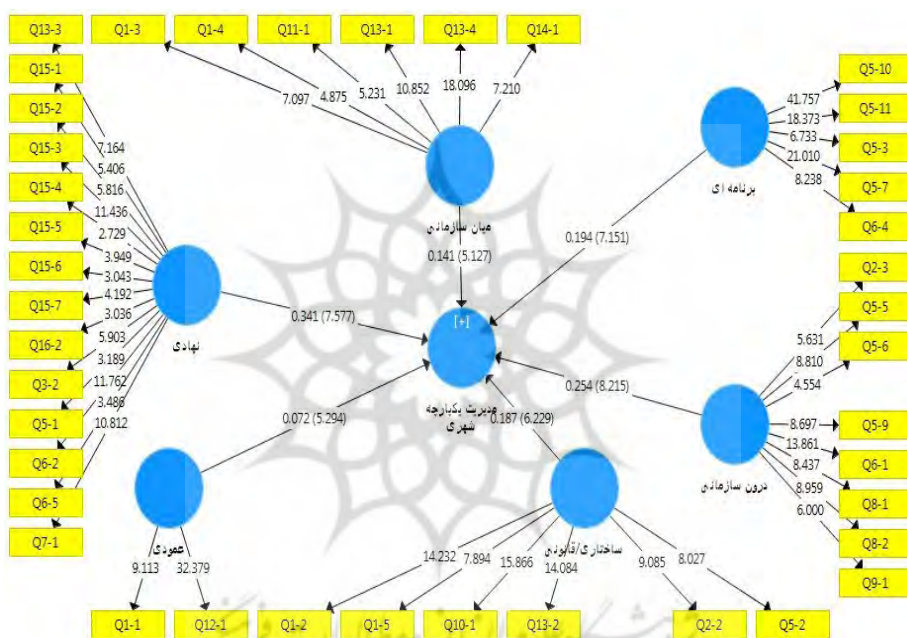 Q13-3
Q1-3
Q1-4
Q11-1
Q13-1
Q13-4
Q14-1
Q15-1
Q15-2
Q15-3
Q15-4
Q15-5
Q15-6
Q15-7
Q16-2
Q3-2
Q5-1
Q6-2
Q6-5
Q7-1
7.164
5.406
5.816
11.436
2.729
3.949
3.043
4.192
3.036
5.903
3.189
11.762
3.486
10.812
نهادی
7.097
4.875
5.231
10.852
18.096
7.210
میان سازمانی
0.141 (5.127)
Q5-10
Q5-11
Q5-3
Q5-7
Q6-4
41.757
18.373
6.733
21.010
8.238
برنامه ای
0.194 (7.151)
0.341 (7.577)
[+]
مدیریت یکپارچه
شهری
0.254 (8.215)
0.072 (5.294)
0.187 (6.229)
Q2-3
Q5-5
Q5-6
Q5-9
Q6-1
Q8-1
Q8-2
Q9-1
5.631
8.810
4.554
8.697
13.861
8.437
8.959
6.000
درون سازمانی
عمودی
9.113
32.379
ساختاری/قانونی
14.232
7.894
15.866
14.084
9.085
8.027
Q1-1
Q12-1
Q1-2
Q1-5
Q10-1
Q13-2
Q2-2
Q5-2